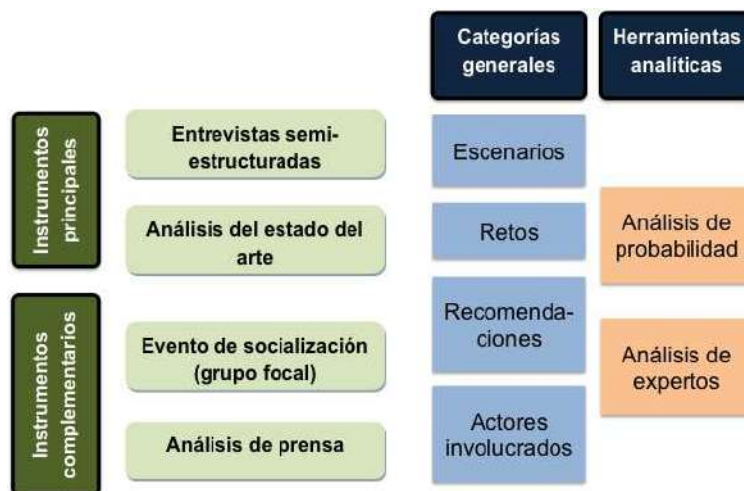 Categorías
generales
Herramientas
analíticas
Instrumentos
principales
Entrevistas semi-
estructuradas
Análisis del estado del
arte
Instrumentos
complementarios
Evento de socialización
(grupo focal)
Análisis de prensa
Escenarios
Retos
Recomenda-
ciones
Actores
involucrados
Análisis de
probabilidad
Análisis de
expertos